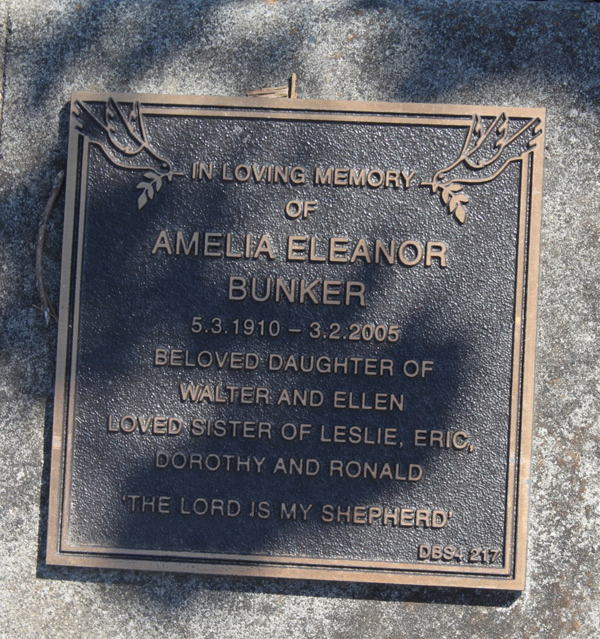 IN LOVING MEMORY
OF
AMELIA ELEANOR
BUNKER
5.3.1910 – 3.2.2005
BELOVED DAUGHTER OF
WALTER AND ELLEN
LOVED SISTER OF LESLIE, ERIC,
DOROTHY AND RONALD
'THE LORD IS MY SHEPHERD'
DBS4 217